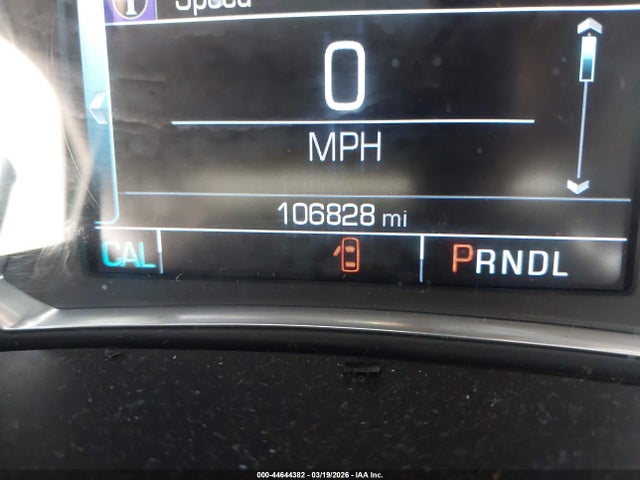 i Speed
0
MPH
106828 mi
CAL PRNDL
000-44644382 - 03/19/2026 - IAA Inc.